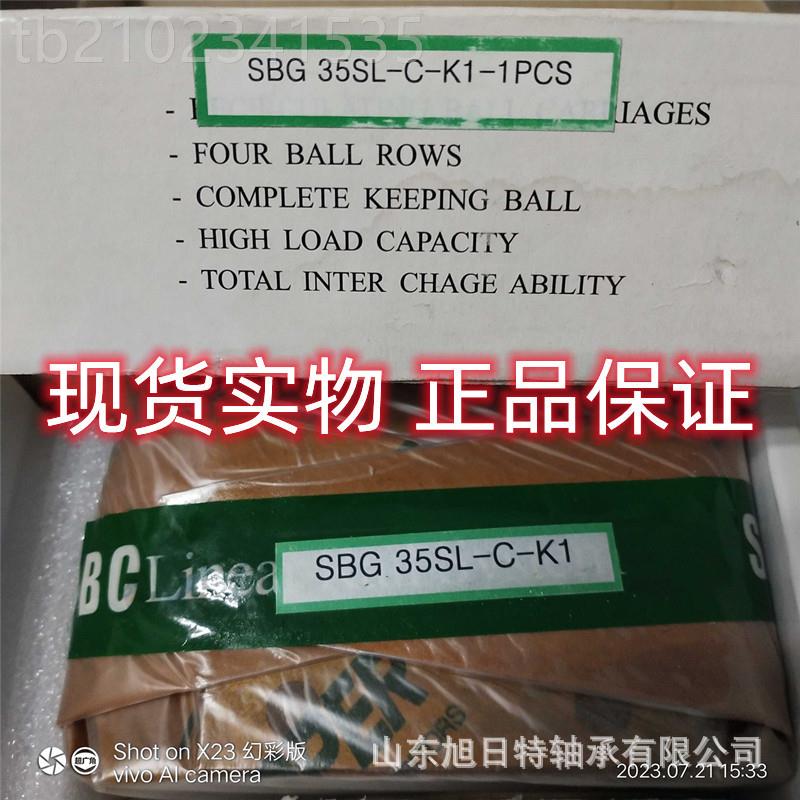 tb2102341535
SBG 35SL-C-K1-1PCS
- FOUR BALL ROWS
- COMPLETE KEEPING BALL
- HIGH LOAD CAPACITY
- TOTAL INTER CHAGE ABILITY
现货实物 正品保证
BC Linea
SBG 35SL-C-K1
S
Shot on X23 幻彩版
vivo AI camera
山东旭日特轴承有限公司
2023.07.21 15:33